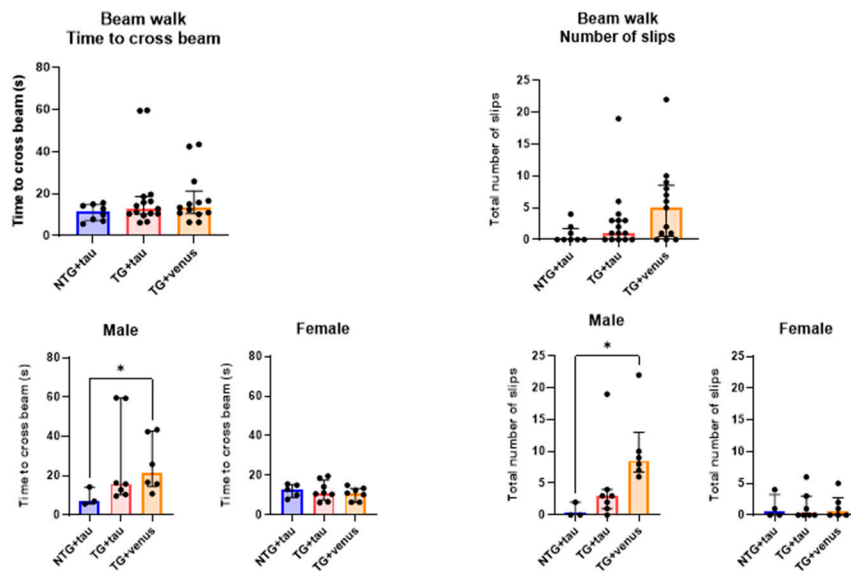 Beam walk
Time to cross beam
Time to cross beam (s)
80
60
40
20
0
NTG+tau
TG+tau
TG+venus
Beam walk
Number of slips
Total number of slips
25
20
15
10
5
0
NTG+tau
TG+tau
TG+venus
Male
Time to cross beam (s)
80
60
40
20
0
*
NTG+tau
TG+tau
TG+venus
Female
Time to cross beam (s)
80
60
40
20
0
NTG+tau
TG+tau
TG+venus
Male
Total number of slips
25
20
15
10
5
0
*
NTG+tau
TG+tau
TG+venus
Female
Total number of slips
25
20
15
10
5
0
NTG+tau
TG+tau
TG+venus